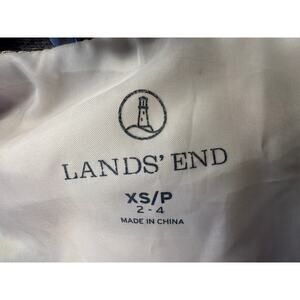 LANDS' END
XS/P
2 - 4
MADE IN CHINA